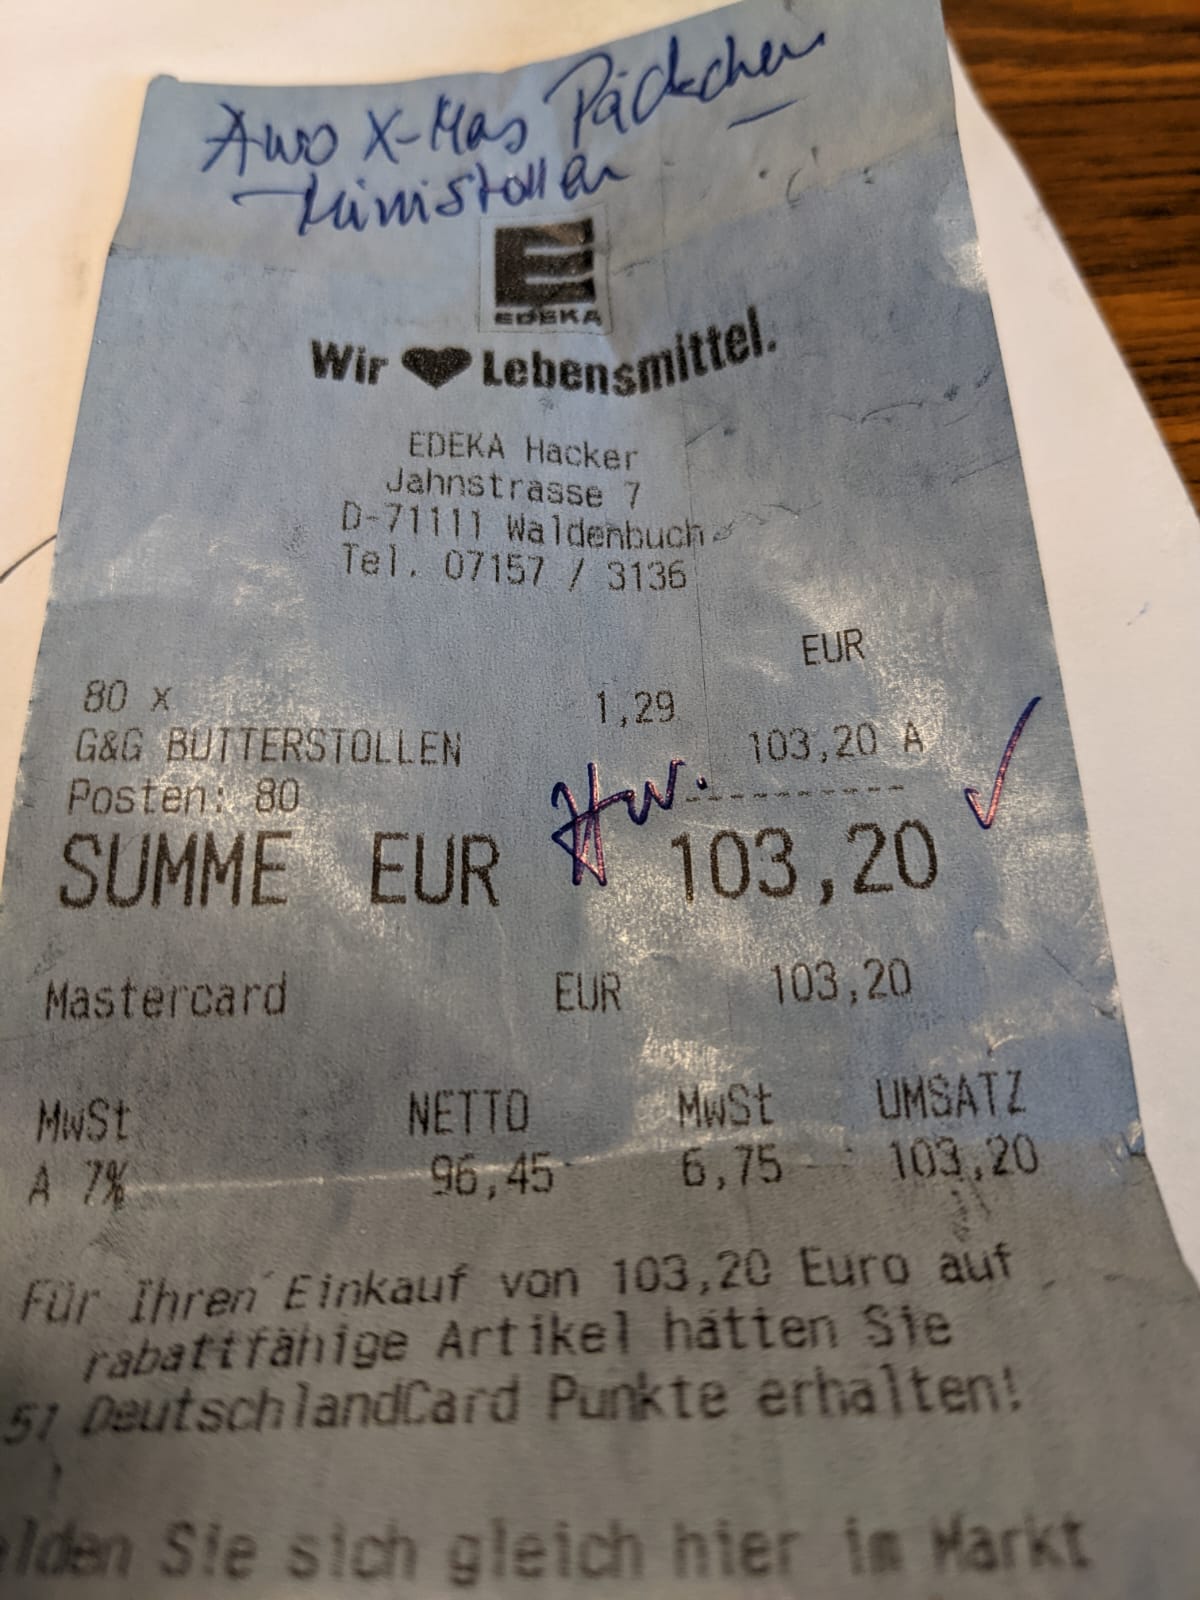 Awo X-Mas Päckchen
Ministollen
EDEKA
Wir Lebensmittel.
EDEKA Hacker
Jahnstrasse 7
D-71111 Waldenbuch
Tel. 07157 / 3136
EUR
80 x 1,29
G&G BUTTERSTOLLEN 103,20 A
Posten: 80
SUMME EUR 103,20
Mastercard EUR 103,20
MwSt NETTO MwSt UMSATZ
A 7% 96,45 6,75 103,20
Für Ihren Einkauf von 103,20 Euro auf
rabattfähige Artikel hätten Sie
51 DeutschlandCard Punkte erhalten!
lden Sie sich gleich hier im Markt